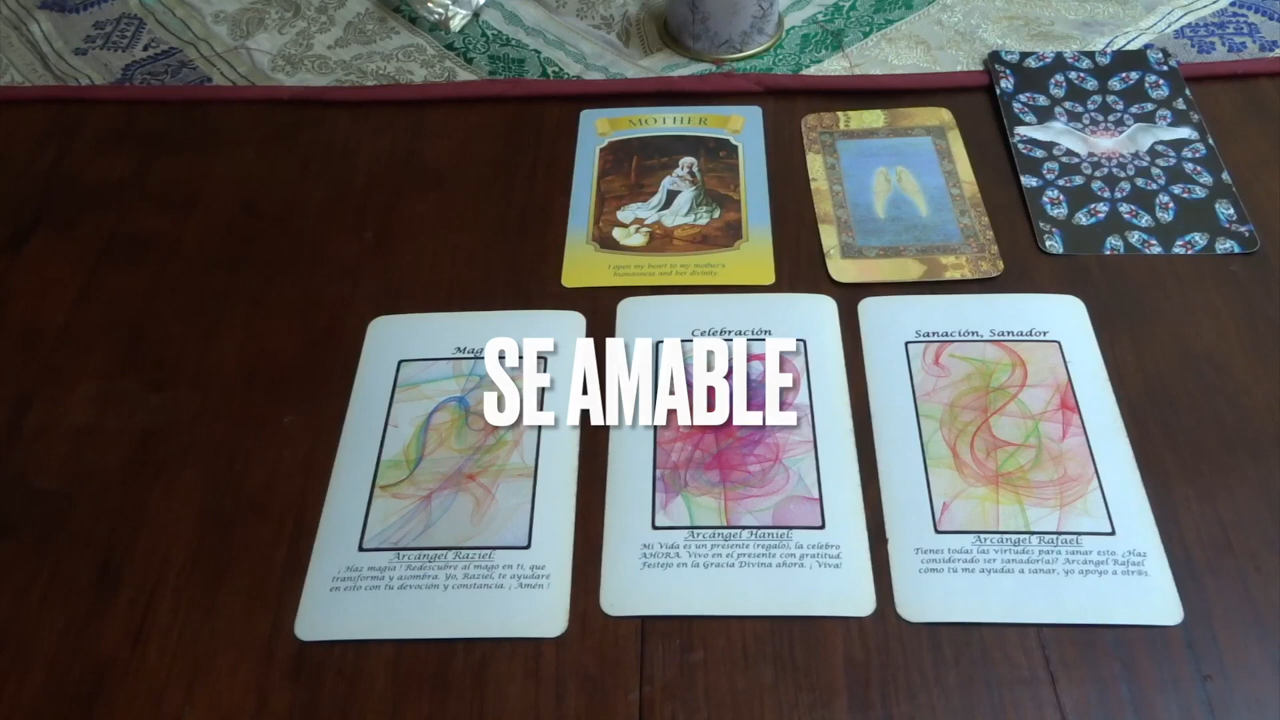 MOTHER
I open my heart to my mother's
humanness and her divinity.
Celebración
Sanación, Sanador
SE AMABLE
Arcángel Raziel:
¡ Haz magia ! Redescubre al mago en ti, que
transforma y asombra. Yo, Raziel, te ayudaré
en esto con tu devoción y constancia. ¡ Amén !
Arcángel Haniel:
Mi Vida es un presente (regalo), la celebro
AHORA. Vivo en el presente con gratitud.
Festejo en la Gracia Divina ahora. ¡ Viva!
Arcángel Rafael:
Tienes todas las virtudes para sanar esto. ¿Haz
considerado ser sanador(a)? Arcángel Rafael
cómo tú me ayudas a sanar, yo apoyo a otr@s.